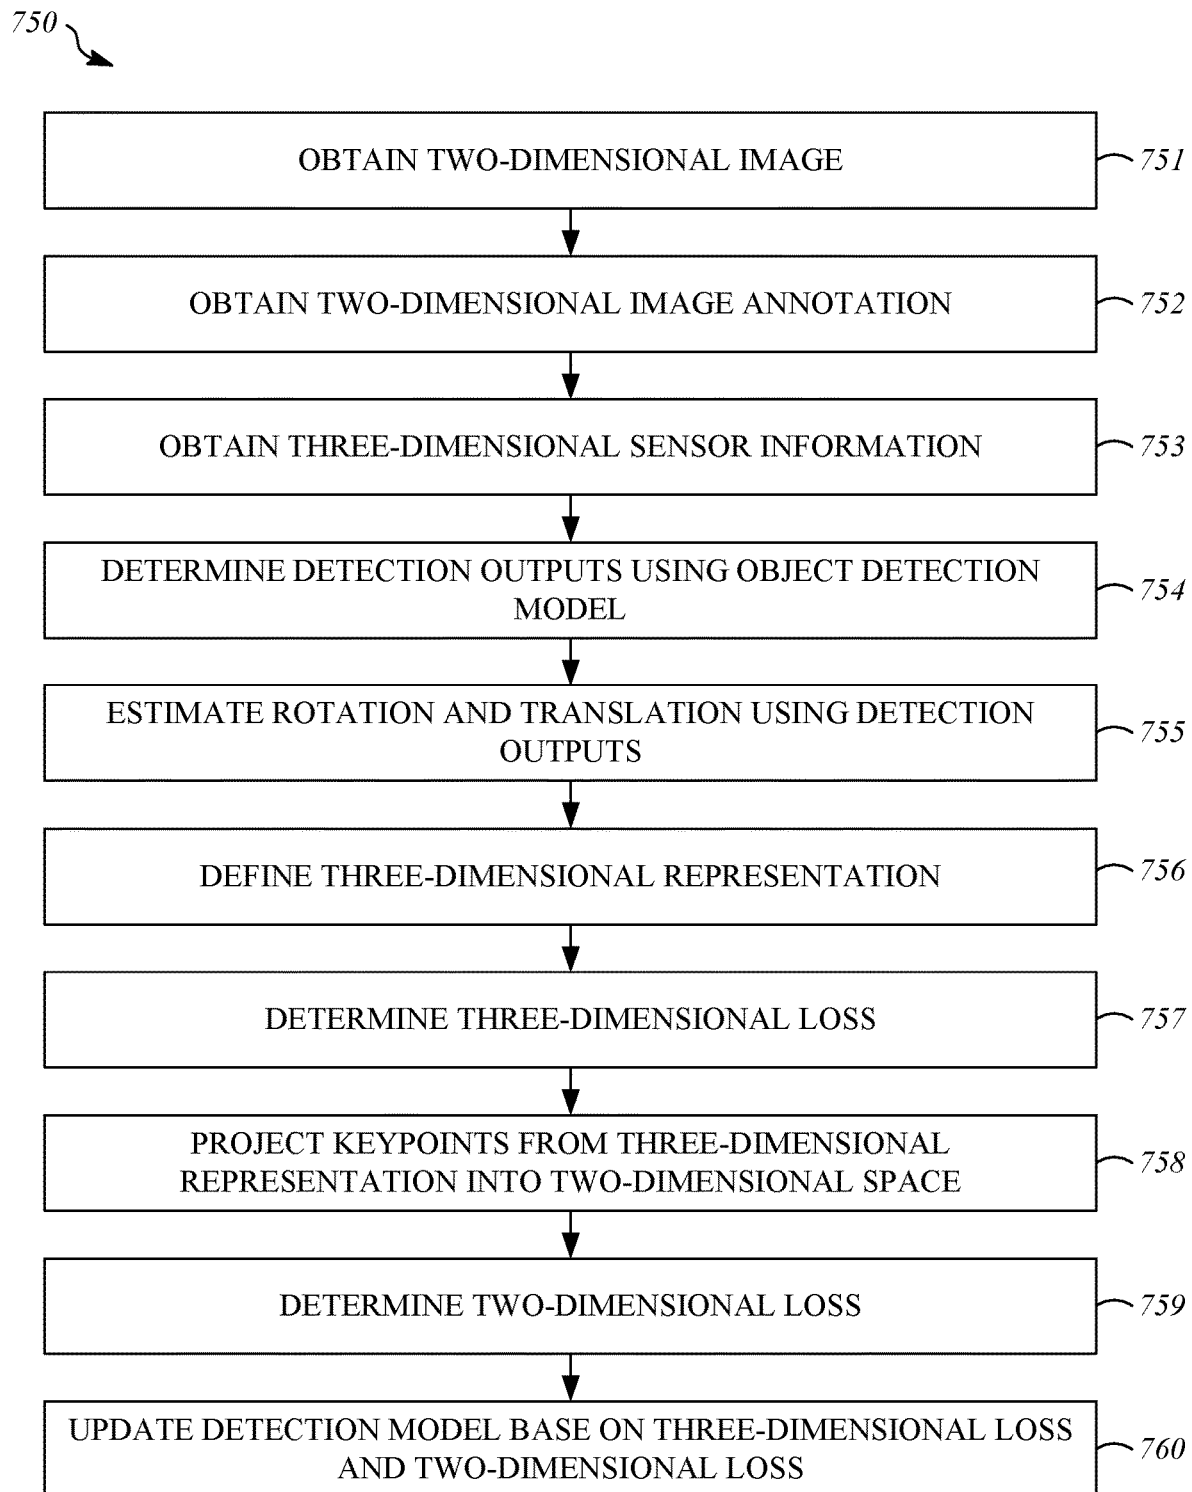 750
OBTAIN TWO-DIMENSIONAL IMAGE
751
OBTAIN TWO-DIMENSIONAL IMAGE ANNOTATION
752
OBTAIN THREE-DIMENSIONAL SENSOR INFORMATION
753
DETERMINE DETECTION OUTPUTS USING OBJECT DETECTION
MODEL
754
ESTIMATE ROTATION AND TRANSLATION USING DETECTION
OUTPUTS
755
DEFINE THREE-DIMENSIONAL REPRESENTATION
756
DETERMINE THREE-DIMENSIONAL LOSS
757
PROJECT KEYPOINTS FROM THREE-DIMENSIONAL
REPRESENTATION INTO TWO-DIMENSIONAL SPACE
758
DETERMINE TWO-DIMENSIONAL LOSS
759
UPDATE DETECTION MODEL BASE ON THREE-DIMENSIONAL LOSS
AND TWO-DIMENSIONAL LOSS
760